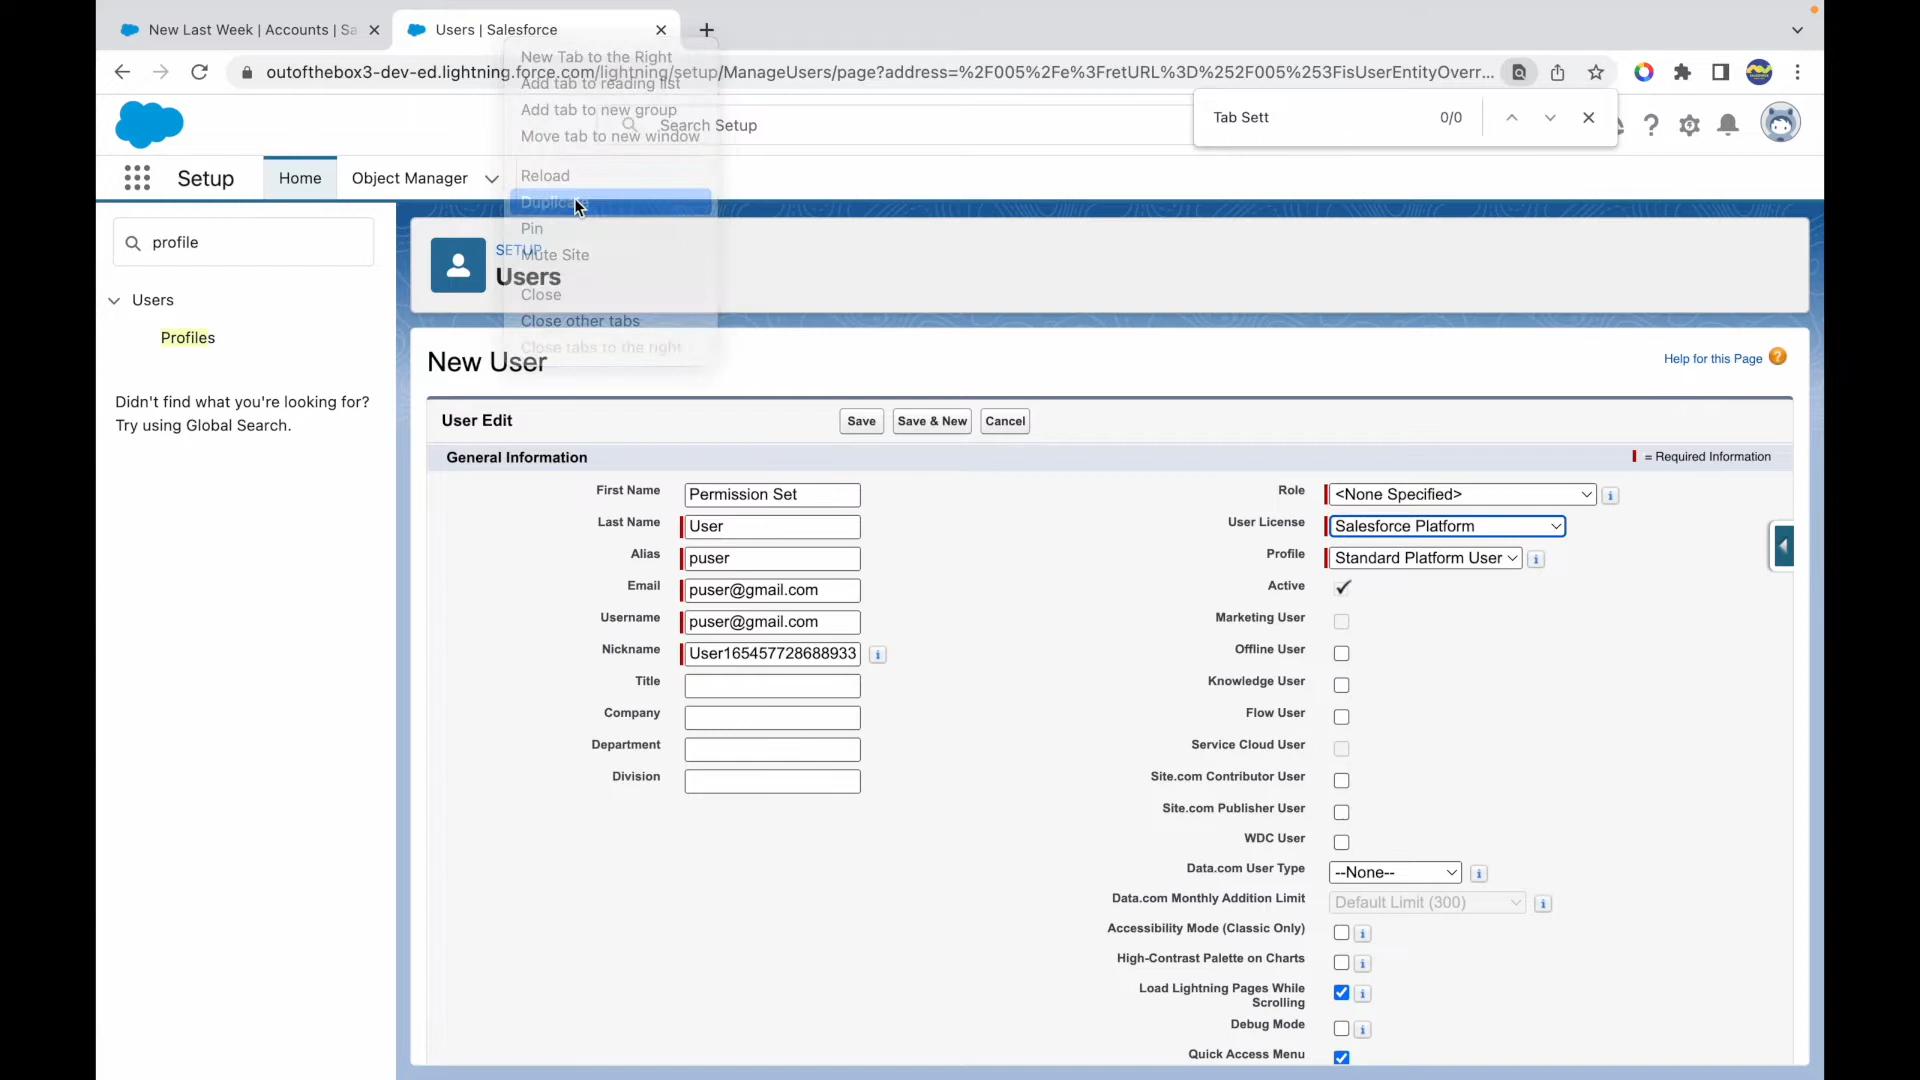 New Last Week | Accounts | Sa
Users | Salesforce
outofthebox3-dev-ed.lightning.force.com/lightning/setup/ManageUsers/page?address=%2F005%2Fe%3FretURL%3D%252F005%253FisUserEntityOverr...
New Tab to the Right
Add tab to reading list
Add tab to new group
Move tab to new window
Reload
Duplicate
Pin
Mute Site
Close
Close other tabs
Close tabs to the right
Search Setup
Tab Sett
0/0
Setup
Home
Object Manager
profile
Users
Profiles
Didn't find what you're looking for?
Try using Global Search.
SETUP
Users
New User
Help for this Page
User Edit
Save
Save & New
Cancel
General Information
= Required Information
First Name
Permission Set
Last Name
User
Alias
puser
Email
puser@gmail.com
Username
puser@gmail.com
Nickname
User165457728688933
Title
Company
Department
Division
Role
<None Specified>
User License
Salesforce Platform
Profile
Standard Platform User
Active
Marketing User
Offline User
Knowledge User
Flow User
Service Cloud User
Site.com Contributor User
Site.com Publisher User
WDC User
Data.com User Type
--None--
Data.com Monthly Addition Limit
Default Limit (300)
Accessibility Mode (Classic Only)
High-Contrast Palette on Charts
Load Lightning Pages While
Scrolling
Debug Mode
Quick Access Menu